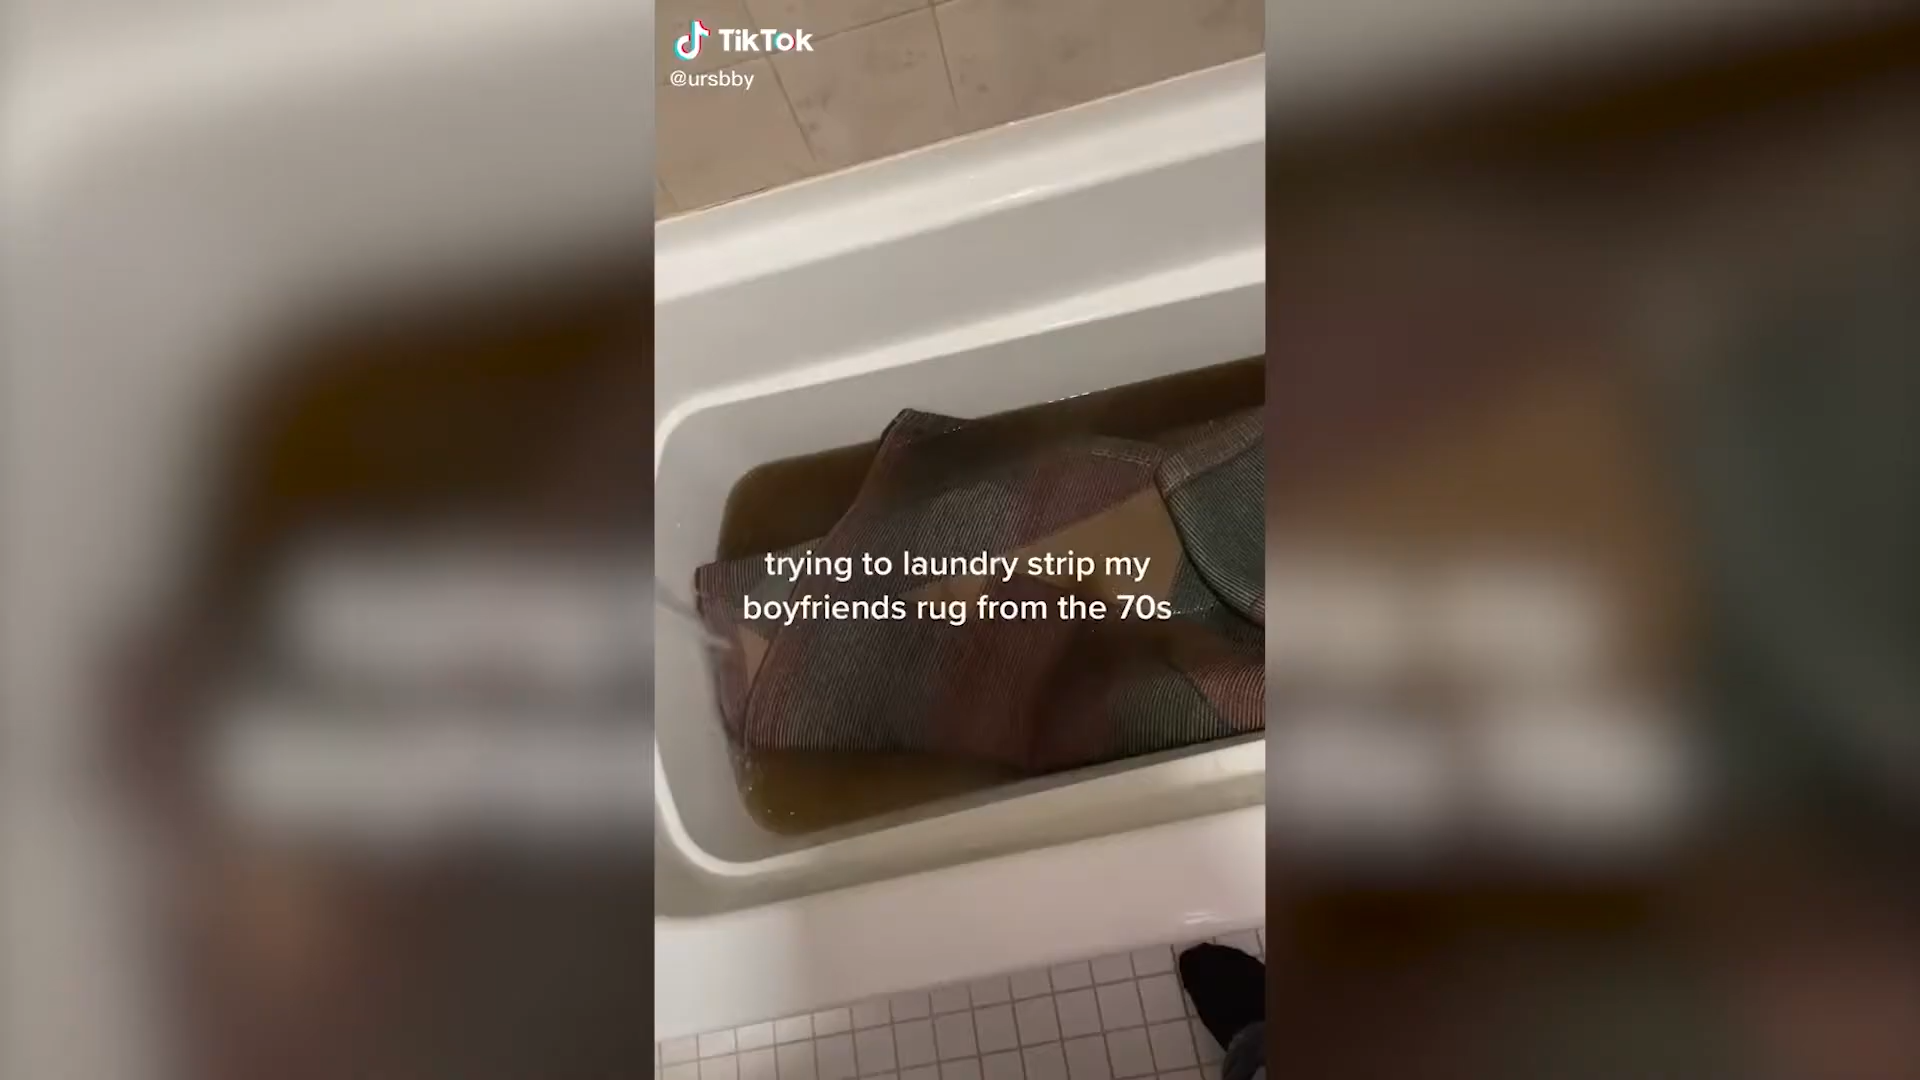 TikTok
@ursbby
trying to laundry strip my
boyfriends rug from the 70s